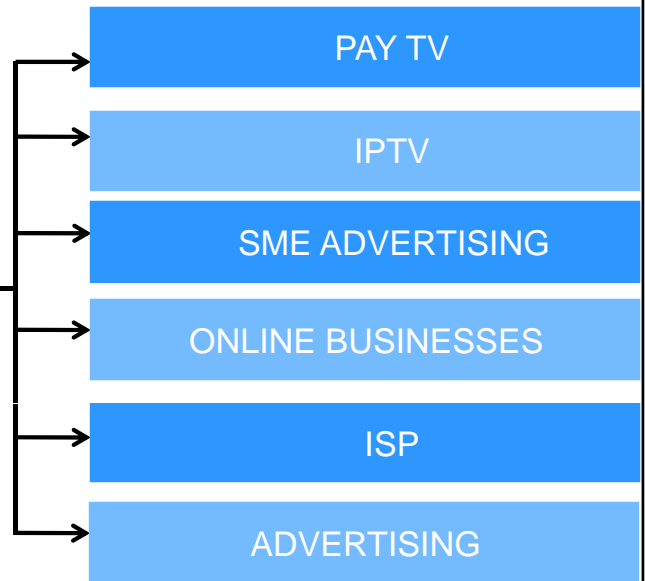 PAY TV
IPTV
SME ADVERTISING
ONLINE BUSINESSES
ISP
ADVERTISING